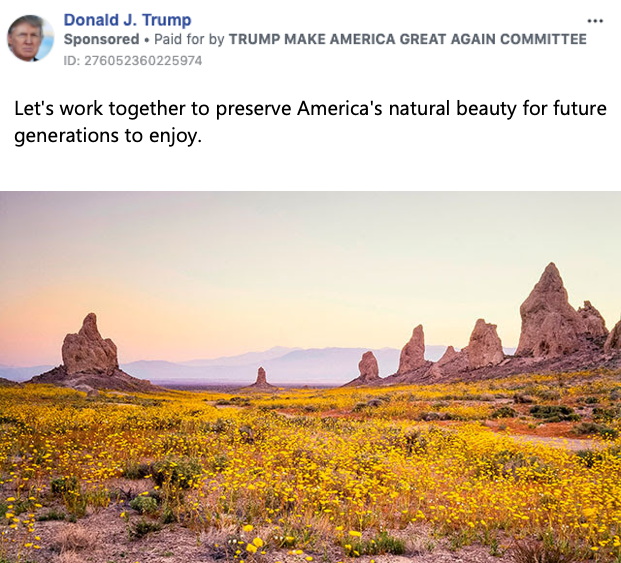 Donald J. Trump
Sponsored • Paid for by TRUMP MAKE AMERICA GREAT AGAIN COMMITTEE
ID: 276052360225974
Let's work together to preserve America's natural beauty for future
generations to enjoy.